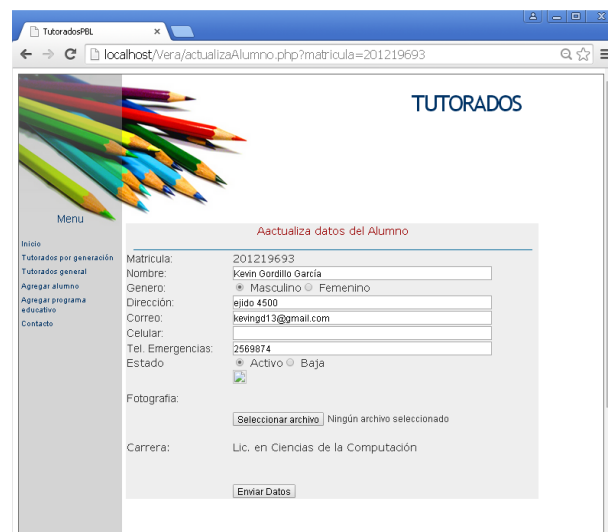 TutoradosPBL
localhost/Vera/actualizaAlumno.php?matricula=201219693
TUTORADOS
Menu
Inicio
Tutorados por generación
Tutorados general
Agregar alumno
Agregar programa
educativo
Contacto
Aactualiza datos del Alumno
Matricula: 201219693
Nombre: Kevin Gordillo García
Genero: Masculino Femenino
Dirección: ejido 4500
Correo: kevingd13@gmail.com
Celular:
Tel. Emergencias: 2569874
Estado Activo Baja
Fotografia:
Seleccionar archivo Ningún archivo seleccionado
Carrera: Lic. en Ciencias de la Computación
Enviar Datos